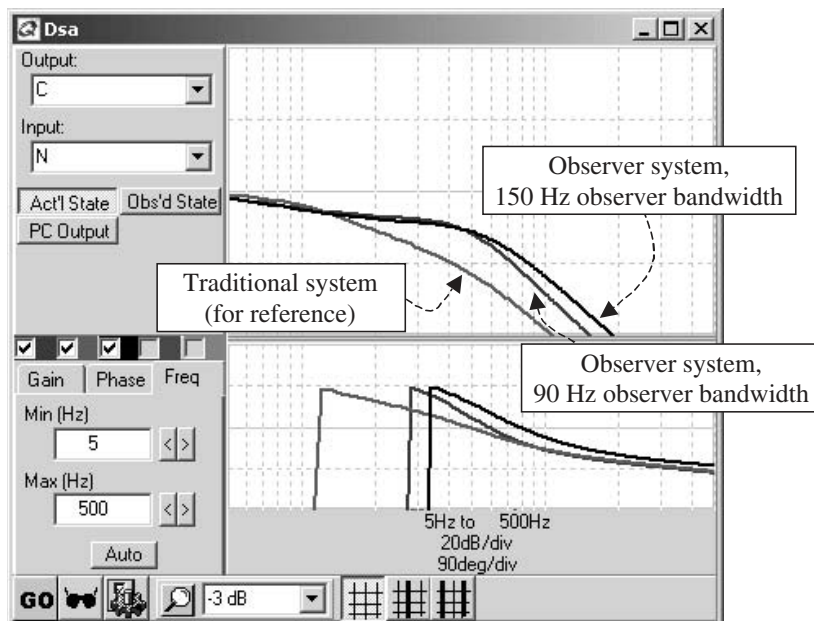 Dsa
Output:
C
Input:
N
Act'l State
Obs'd State
PC Output
Observer system,
150 Hz observer bandwidth
Traditional system
(for reference)
Observer system,
90 Hz observer bandwidth
Gain
Phase
Freq
Min (Hz)
5
< >
Max (Hz)
500
< >
Auto
5Hz to 500Hz
20dB/div
90deg/div
GO
-3 dB